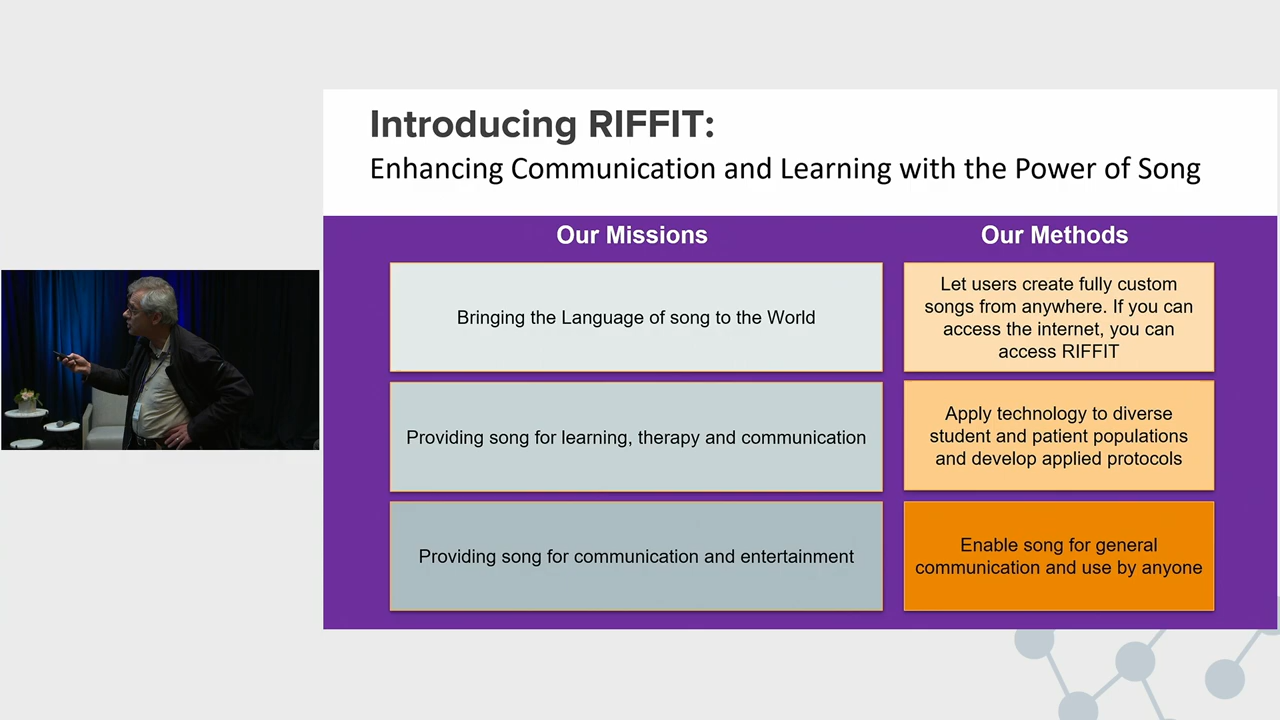 Introducing RIFFIT:
Enhancing Communication and Learning with the Power of Song
Our Missions
Our Methods
Bringing the Language of song to the World
Let users create fully custom
songs from anywhere. If you can
access the internet, you can
access RIFFIT
Providing song for learning, therapy and communication
Apply technology to diverse
student and patient populations
and develop applied protocols
Providing song for communication and entertainment
Enable song for general
communication and use by anyone